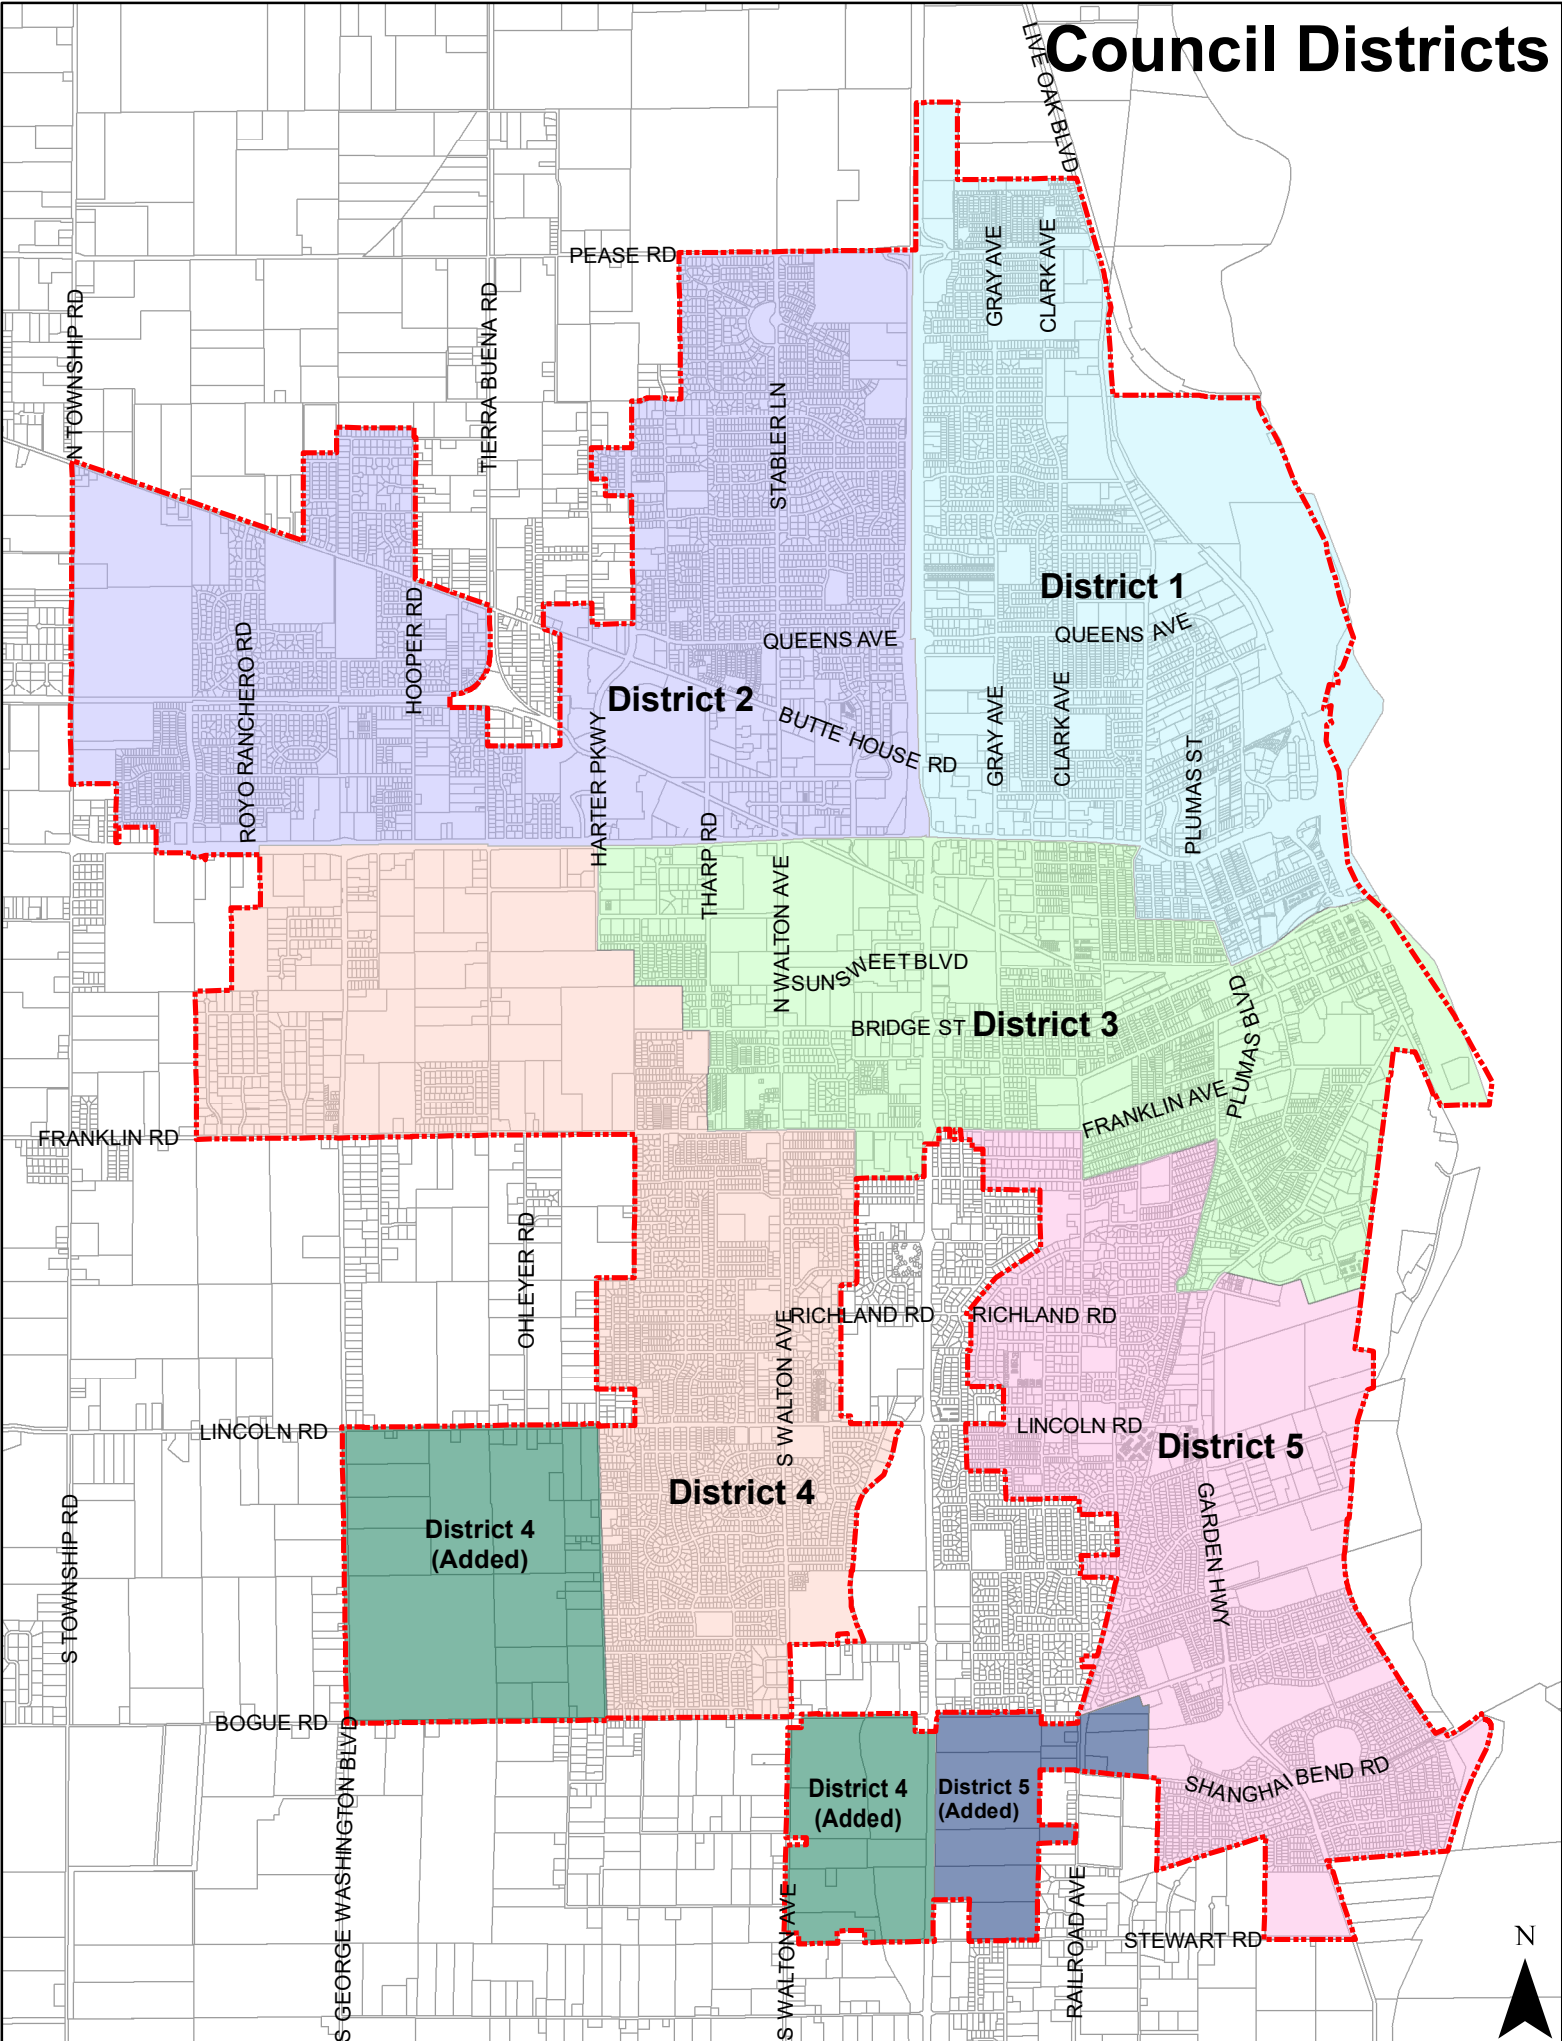 Council Districts
LIVE OAK BLVD
PEASE RD
GRAY AVE
CLARK AVE
N TOWNSHIP RD
TIERRA BUENA RD
STABLER LN
District 1
QUEENS AVE
QUEENS AVE
HOOPER RD
ROYO RANCHERO RD
District 2
BUTTE HOUSE RD
GRAY AVE
CLARK AVE
PLUMAS ST
HARTER PKWY
THARP RD
N WALTON AVE
SUNSWEET BLVD
BRIDGE ST
District 3
PLUMAS BLVD
FRANKLIN AVE
FRANKLIN RD
OHLEYER RD
RICHLAND RD
RICHLAND RD
S WALTON AVE
LINCOLN RD
LINCOLN RD
District 5
District 4
GARDEN HWY
District 4
(Added)
S TOWNSHIP RD
BOGUE RD
S GEORGE WASHINGTON BLVD
SHANGHAI BEND RD
District 4
(Added)
District 5
(Added)
S WALTON AVE
RAILROAD AVE
STEWART RD
N